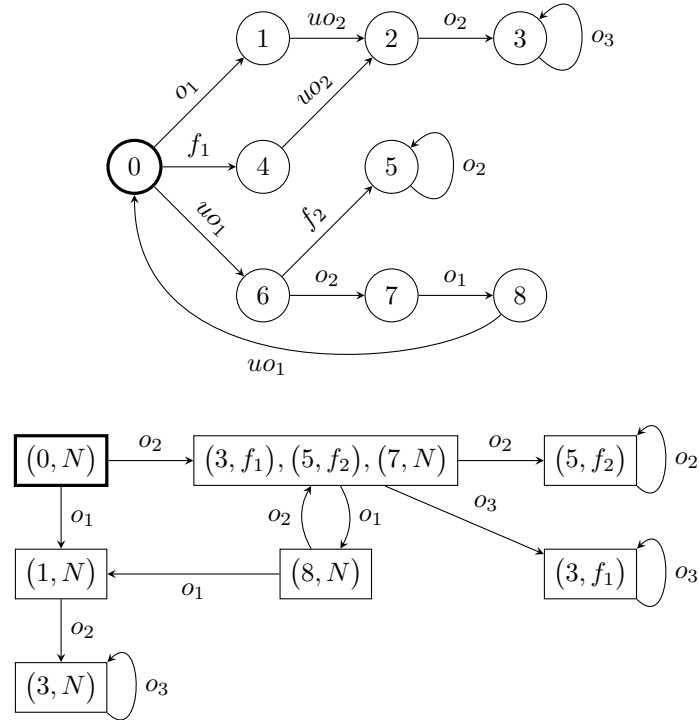 1 uo₂ 2 o₂ 3 o₃
o₁ uo₂
0 f₁ 4 5 o₂
uo₁ f₂
6 o₂ 7 o₁ 8
uo₁
(0, N) o₂ (3, f₁), (5, f₂), (7, N) o₂ (5, f₂) o₂
o₁ o₂ o₁ o₃
(1, N) o₁ (8, N) (3, f₁) o₃
o₂
(3, N) o₃